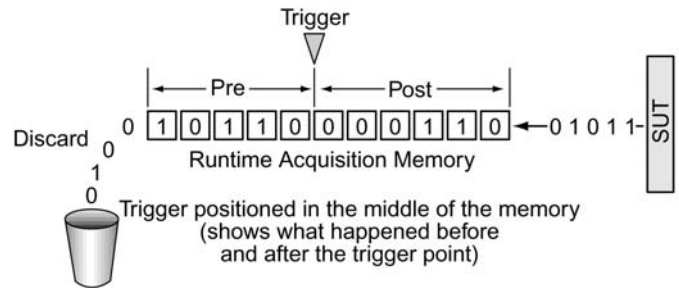 Trigger
Pre Post
0 1 0 1 1 0 0 0 0 1 1 0 0 1 0 1 1
SUT
Discard
0
1
0
Runtime Acquisition Memory
Trigger positioned in the middle of the memory
(shows what happened before
and after the trigger point)